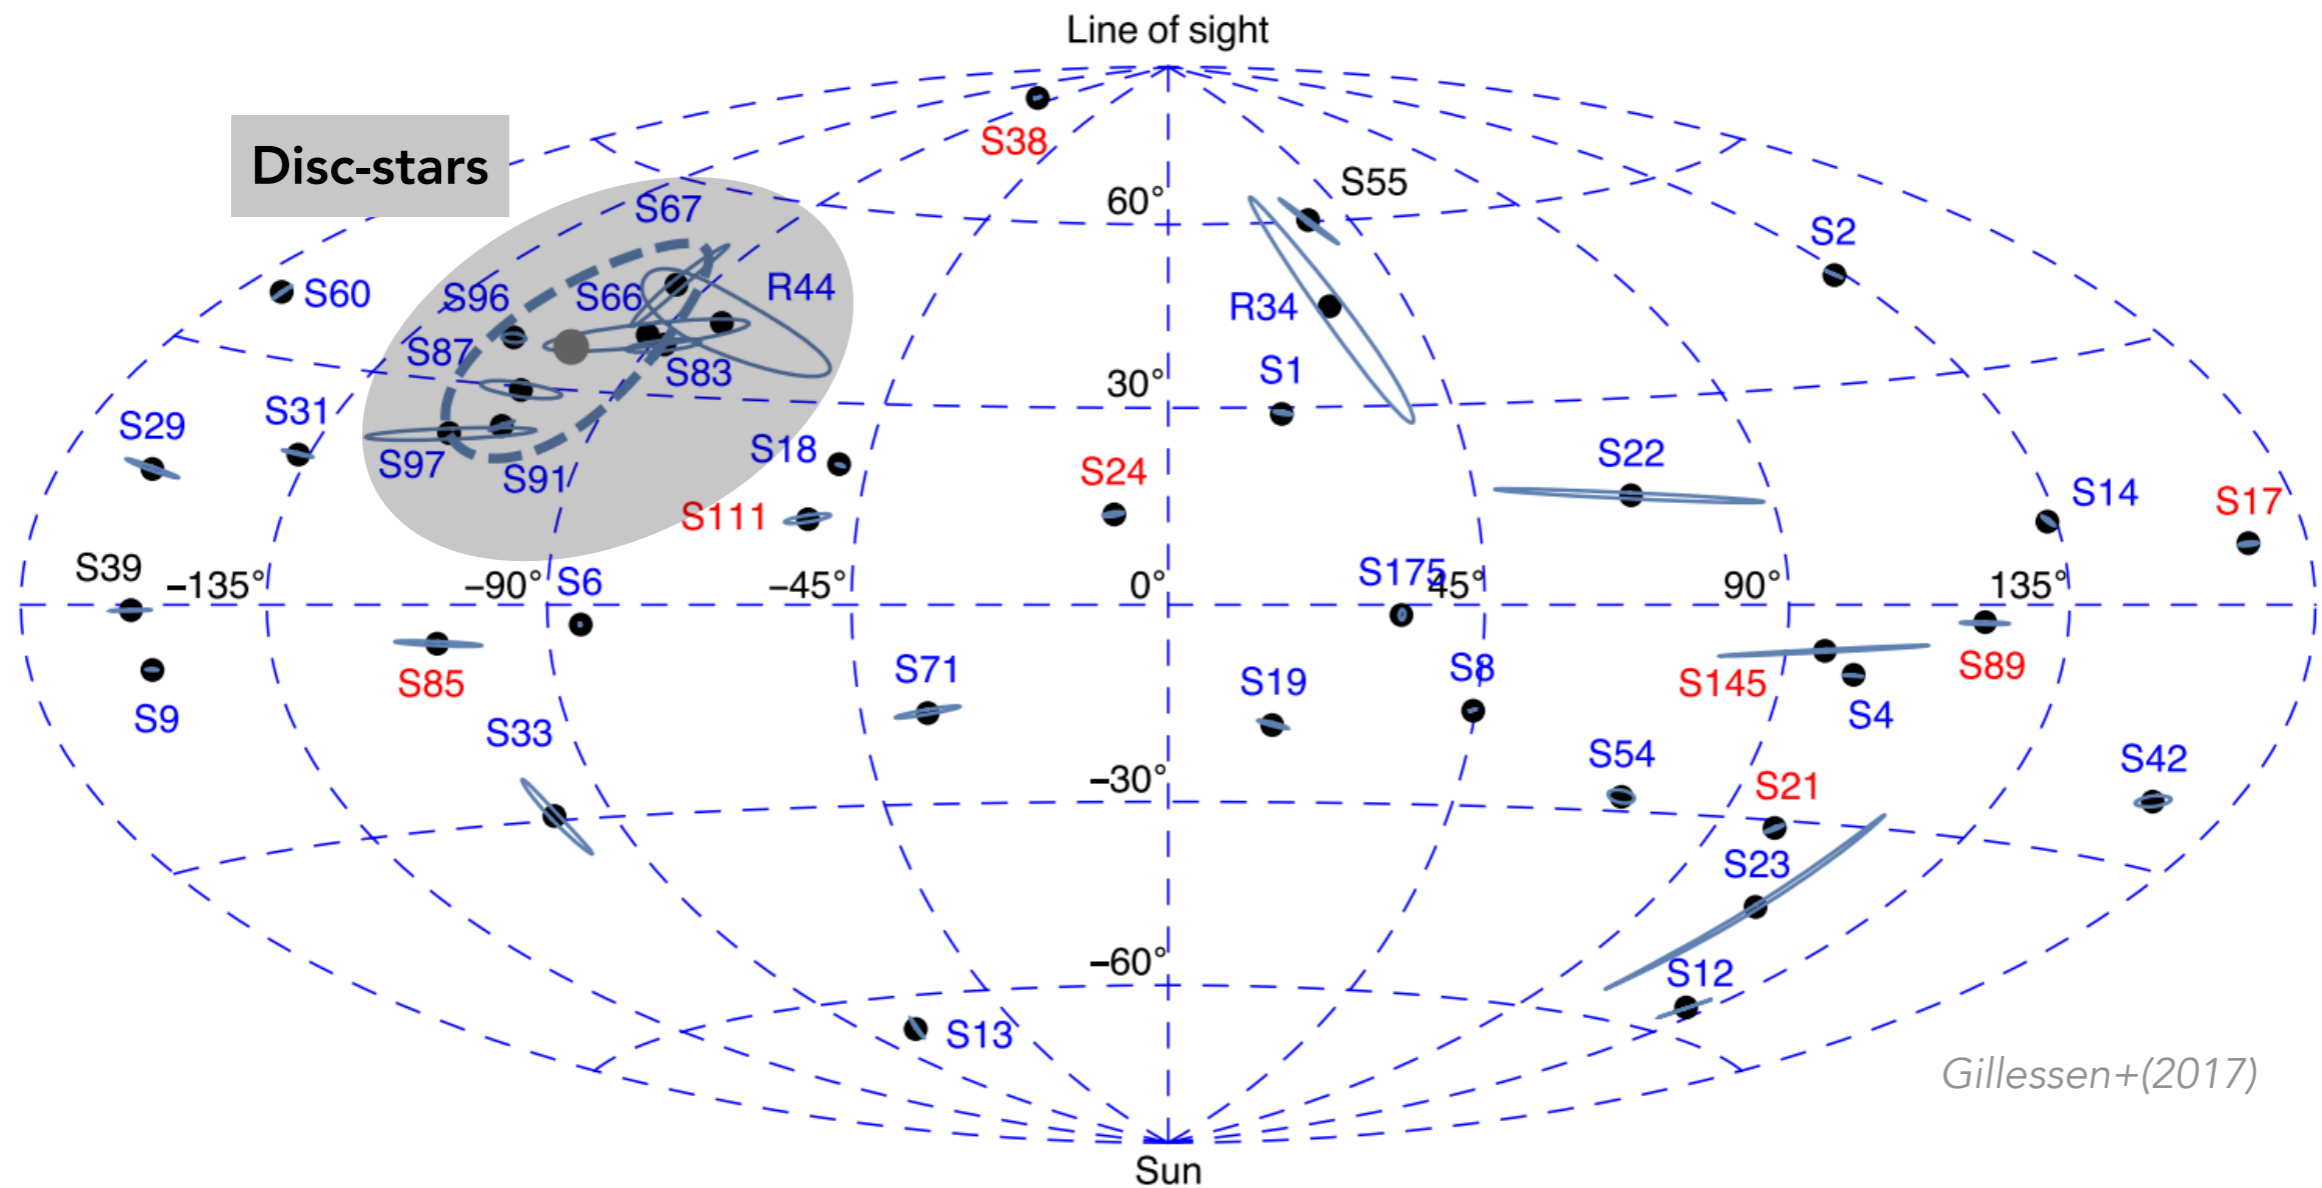 Line of sight
S38
Disc-stars
S55
60°
S67
S2
S60
S96
S66
R44
R34
S87
S83
S1
30°
S29
S31
S18
S97
S91
S24
S22
S14
S17
S111
S39
−135°
−90°
S6
−45°
0°
S175
45°
90°
135°
S85
S71
S19
S8
S145
S89
S9
S4
S33
S54
S42
−30°
S21
S23
−60°
S12
S13
Gillessen+(2017)
Sun